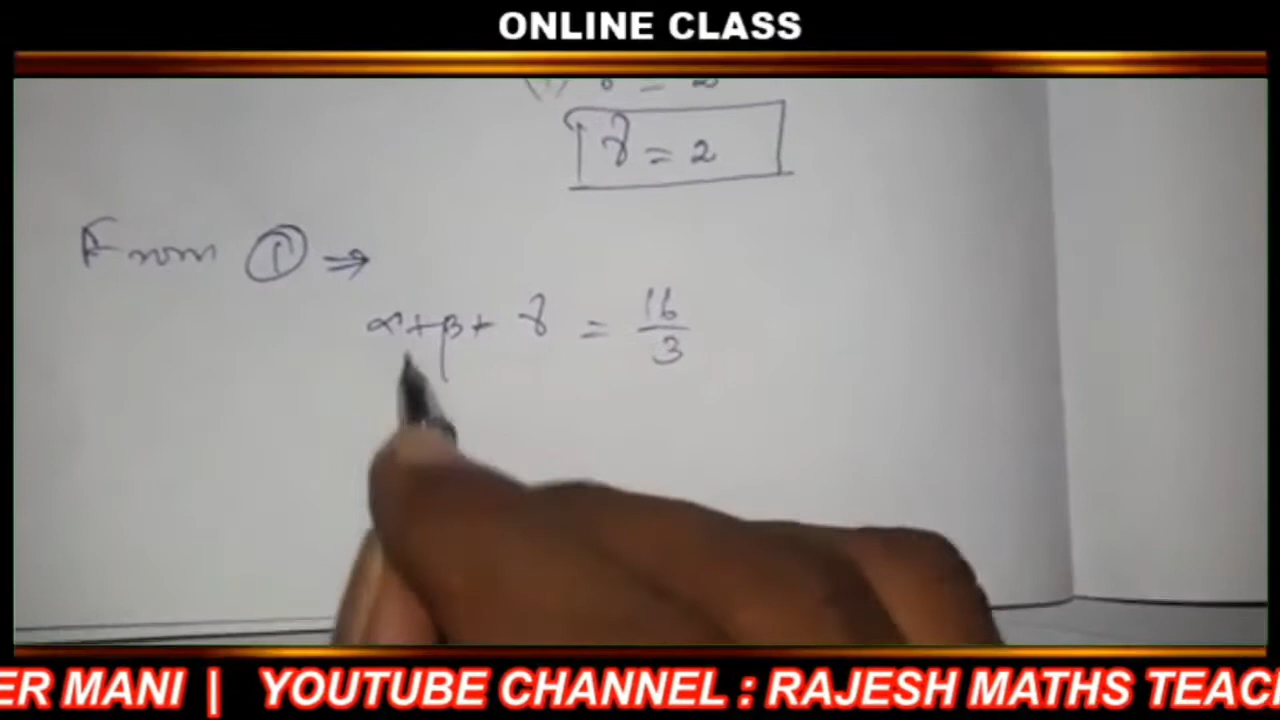 ONLINE CLASS
γ = 2
From ① ⇒
α + β + γ = 16/3
ER MANI | YOUTUBE CHANNEL : RAJESH MATHS TEAC